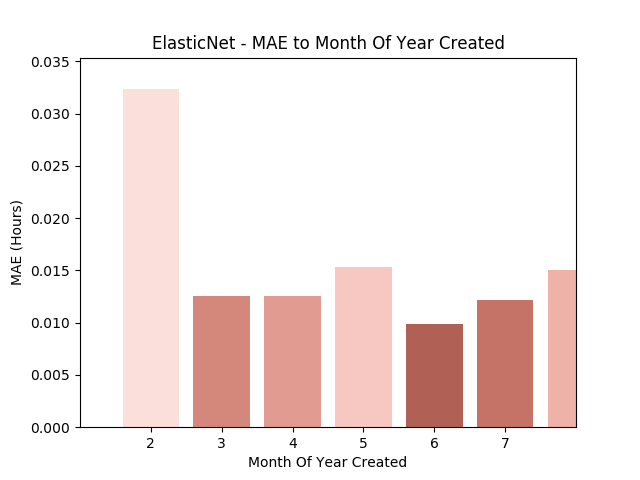 ElasticNet - MAE to Month Of Year Created
0.035
0.030
0.025
0.020
0.015
0.010
0.005
0.000
MAE (Hours)
2 3 4 5 6 7
Month Of Year Created